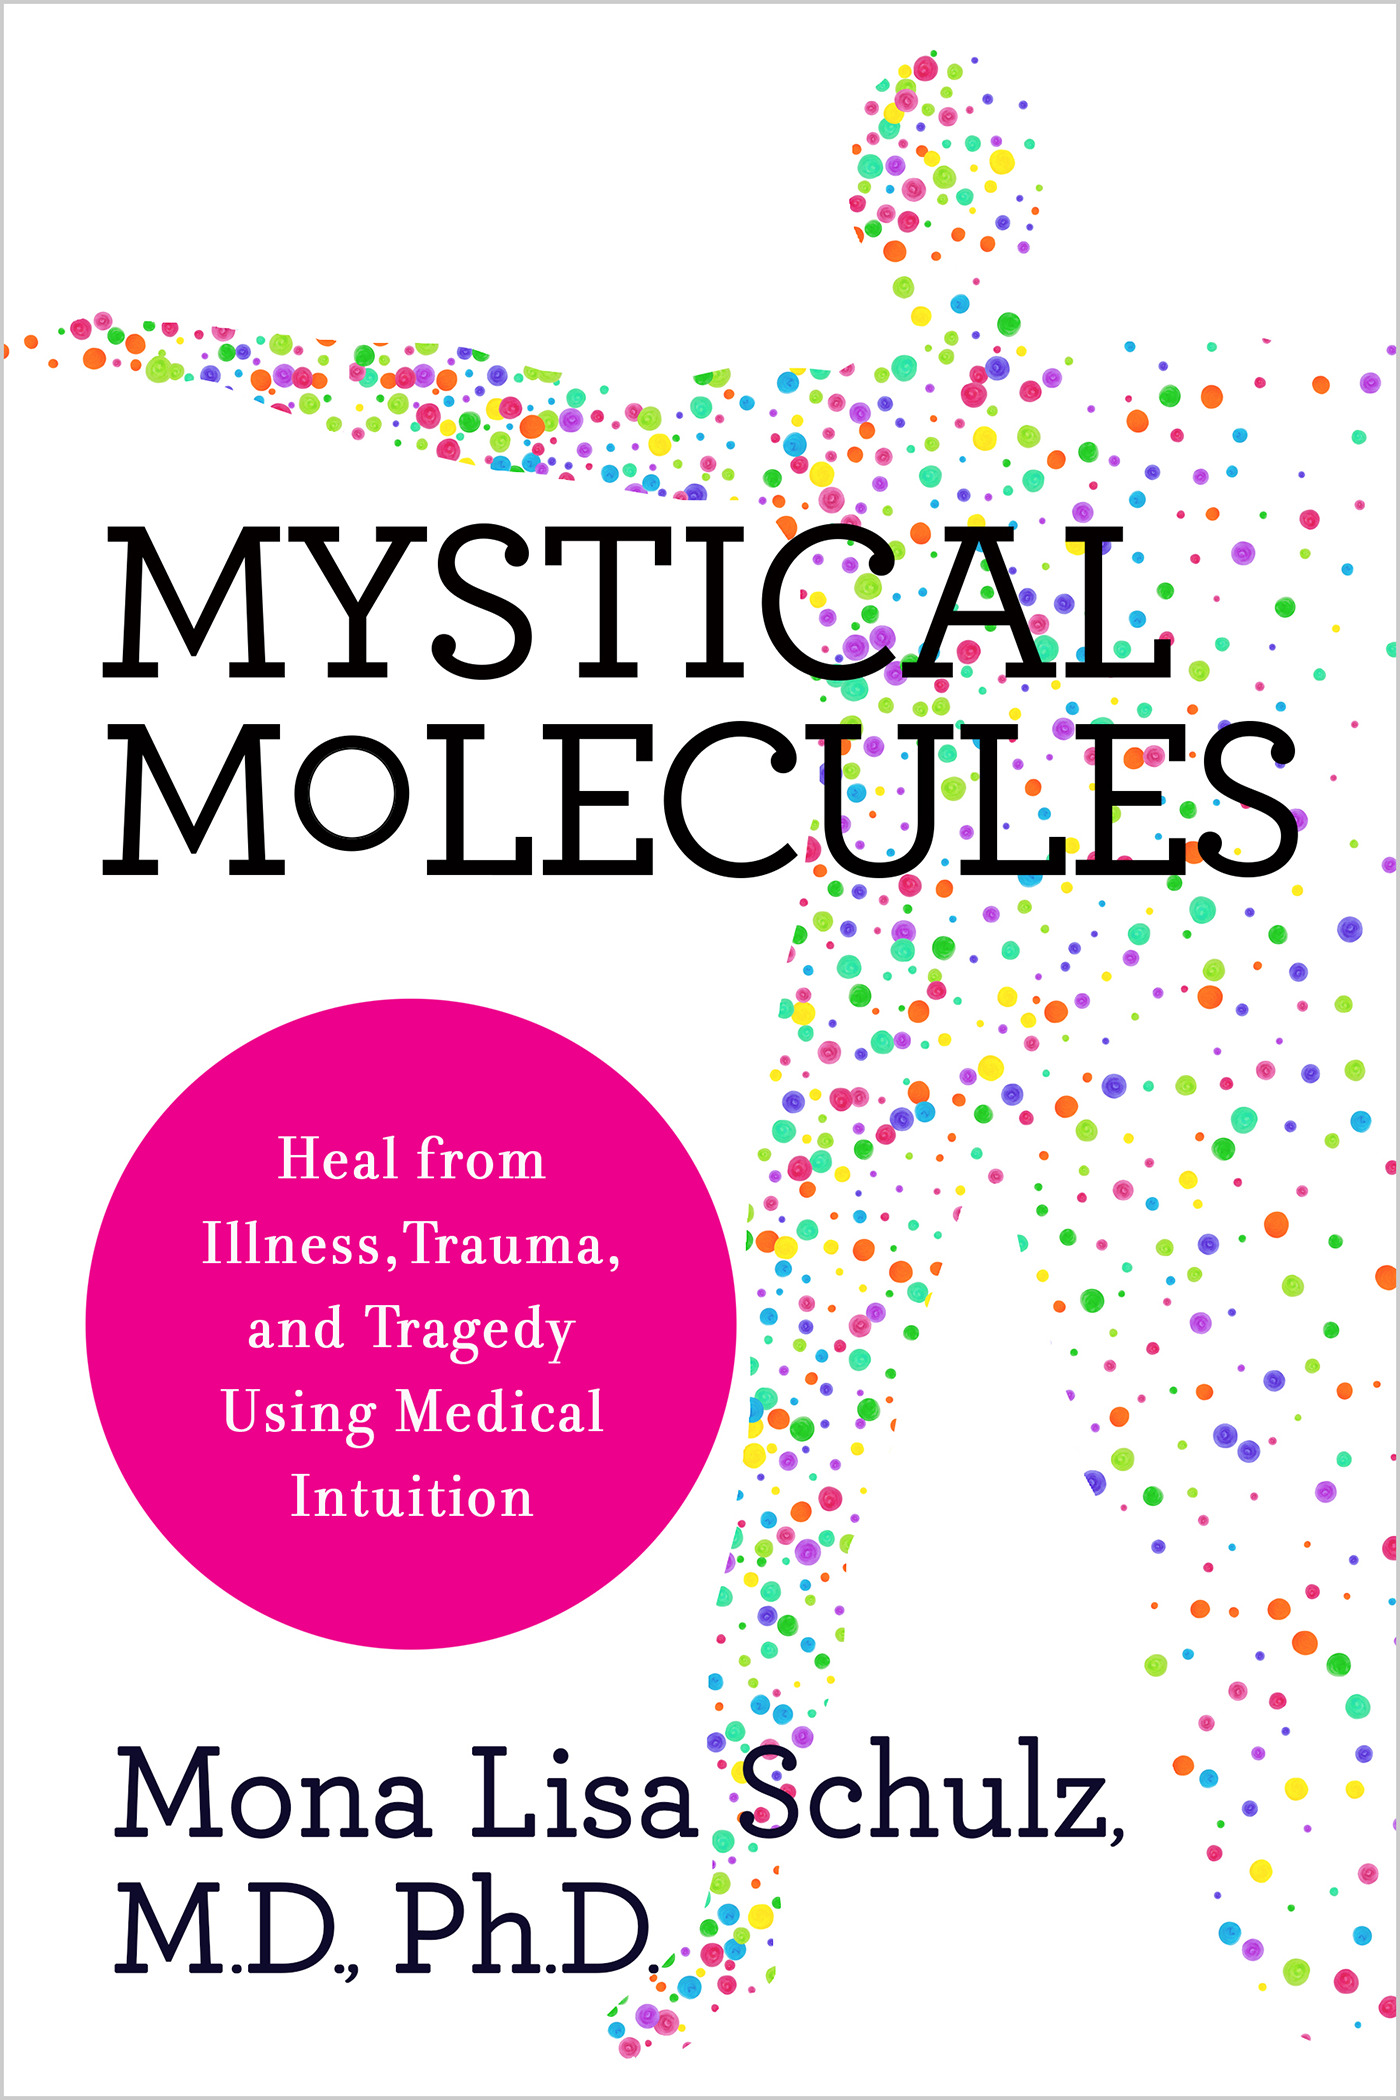 MYSTICAL
MOLECULES
Heal from
Illness, Trauma,
and Tragedy
Using Medical
Intuition
Mona Lisa Schulz,
M.D., Ph.D.